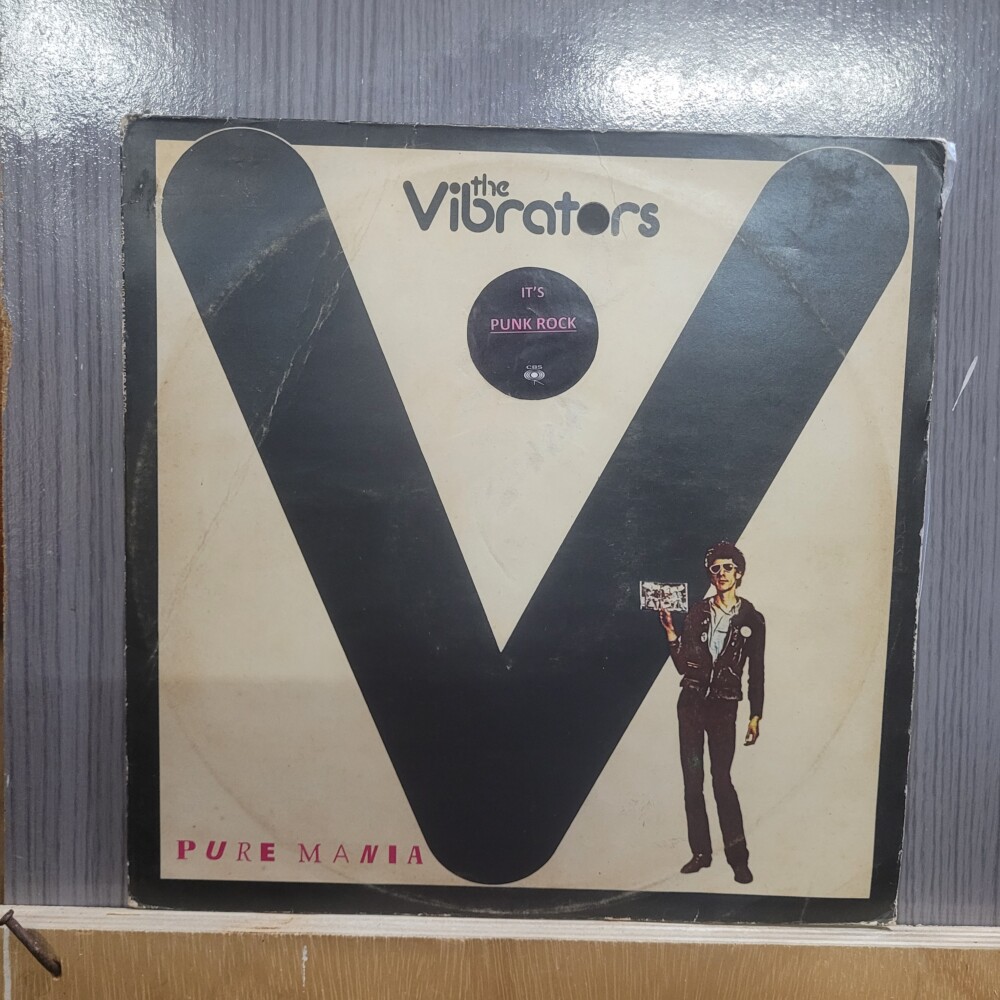 the
Vibrators
IT'S
PUNK ROCK
CBS
PURE MANIA